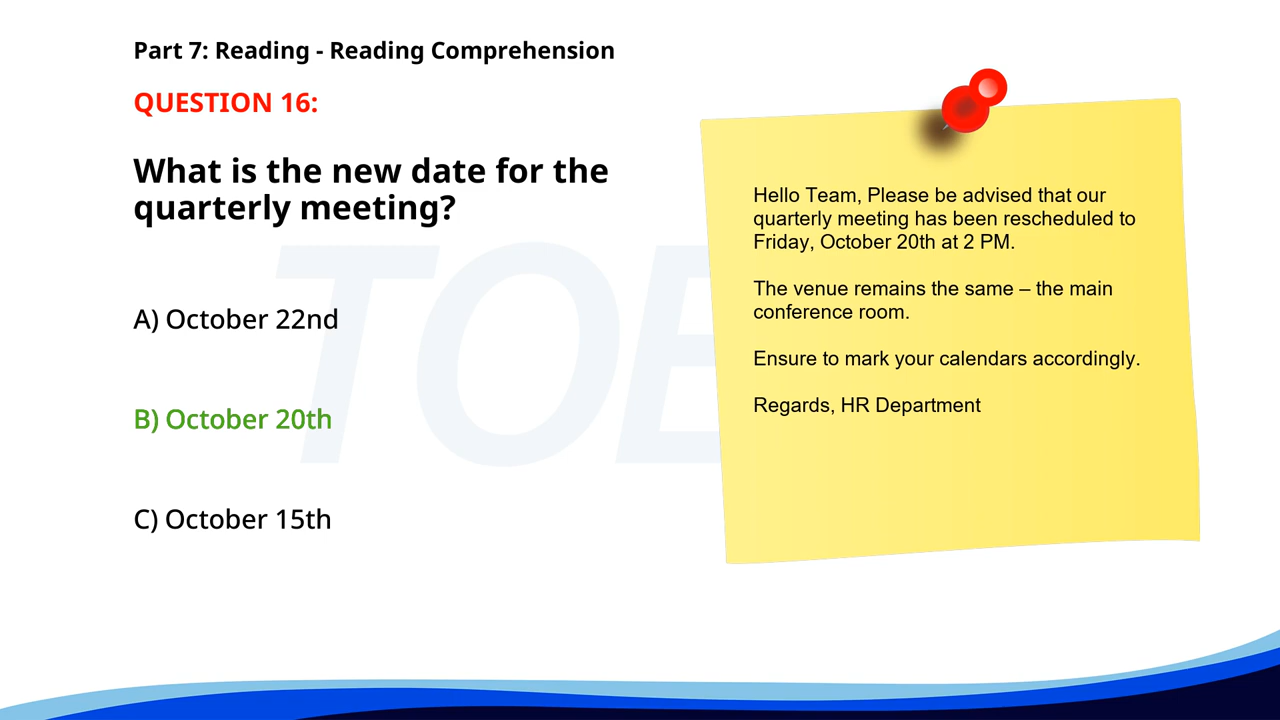 Part 7: Reading - Reading Comprehension
QUESTION 16:
What is the new date for the
quarterly meeting?
A) October 22nd
B) October 20th
C) October 15th
Hello Team, Please be advised that our
quarterly meeting has been rescheduled to
Friday, October 20th at 2 PM.
The venue remains the same – the main
conference room.
Ensure to mark your calendars accordingly.
Regards, HR Department
TOE